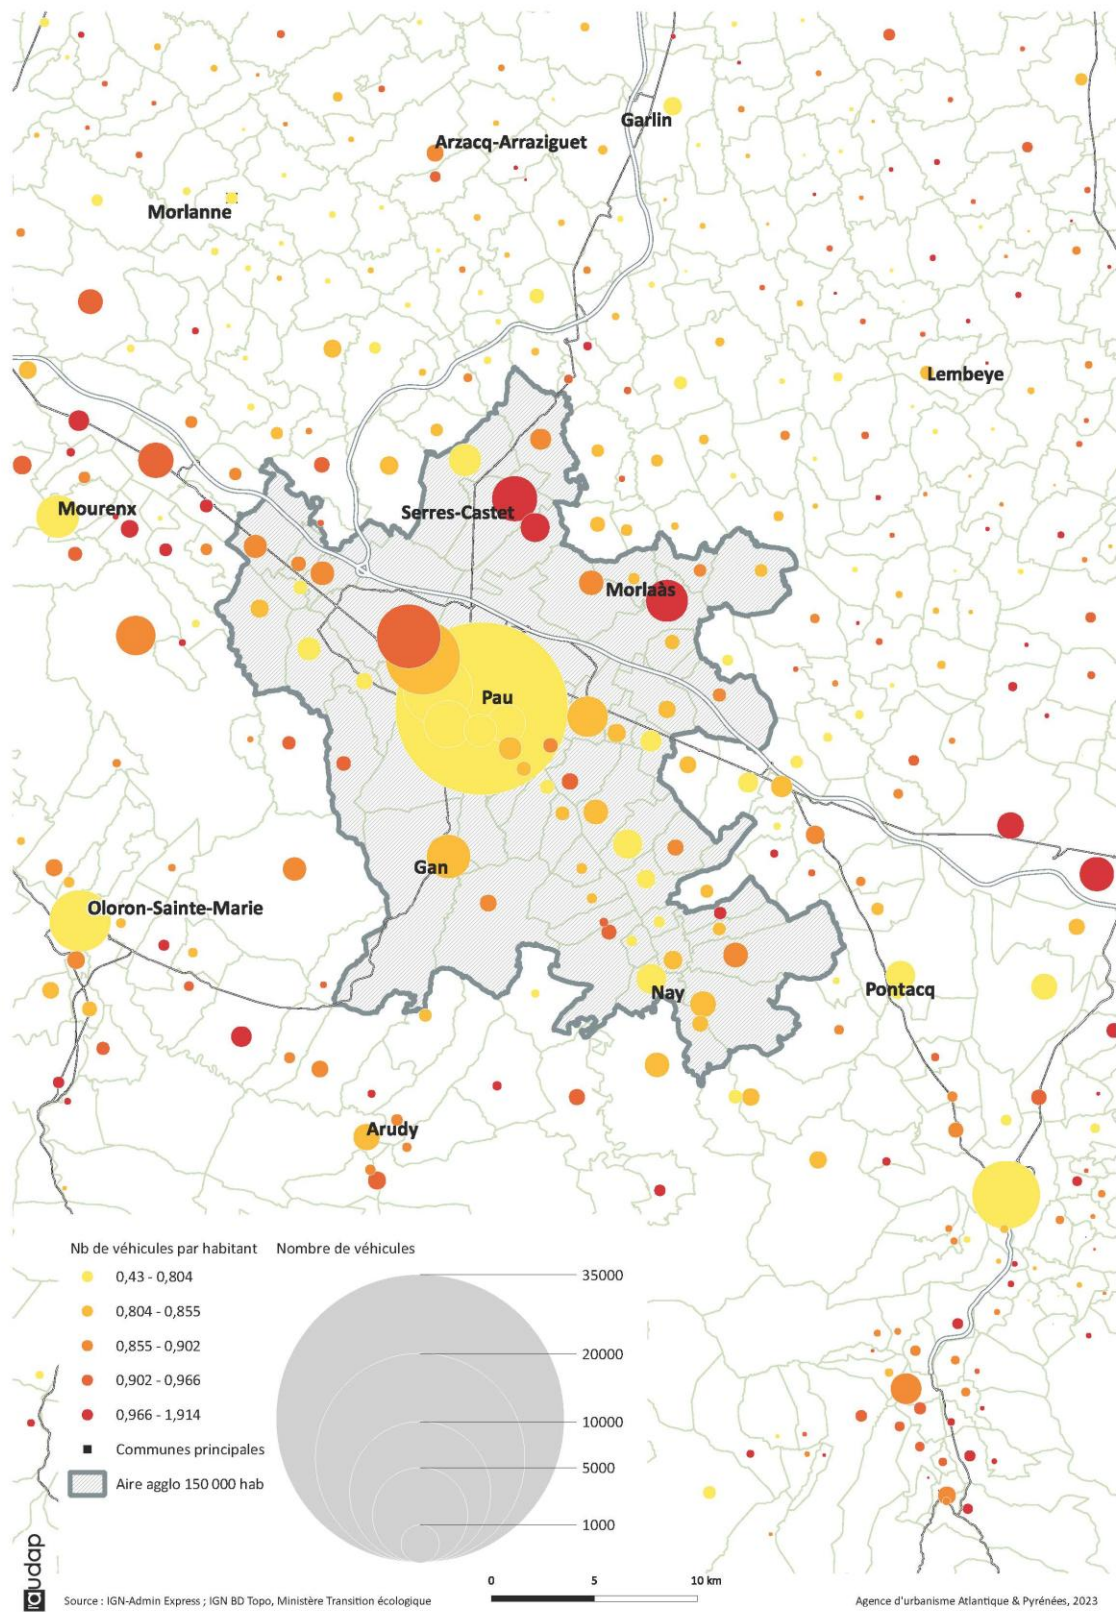 Garlin
Arzacq-Arraziguet
Morlanne
Lembeye
Mourenx
Serres-Castet
Morlaàs
Pau
Gan
Oloron-Sainte-Marie
Nay
Pontacq
Arudy
Nb de véhicules par habitant
0,43 - 0,804
0,804 - 0,855
0,855 - 0,902
0,902 - 0,966
0,966 - 1,914
Communes principales
Aire agglo 150 000 hab
Nombre de véhicules
35000
20000
10000
5000
1000
l'audap
0 5 10 km
Source : IGN-Admin Express ; IGN BD Topo, Ministère Transition écologique
Agence d'urbanisme Atlantique & Pyrénées, 2023